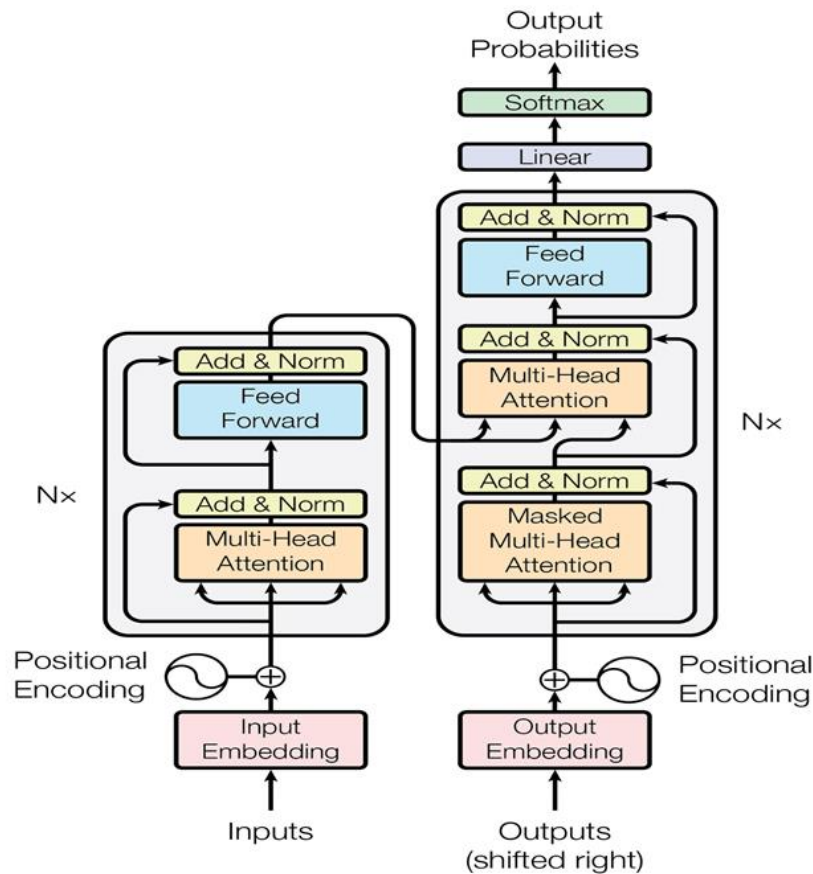 Output
Probabilities
Softmax
Linear
Add & Norm
Feed
Forward
Add & Norm
Multi-Head
Attention
Nx
Add & Norm
Masked
Multi-Head
Attention
Add & Norm
Feed
Forward
Nx
Add & Norm
Multi-Head
Attention
Positional
Encoding
Positional
Encoding
Input
Embedding
Output
Embedding
Inputs
Outputs
(shifted right)